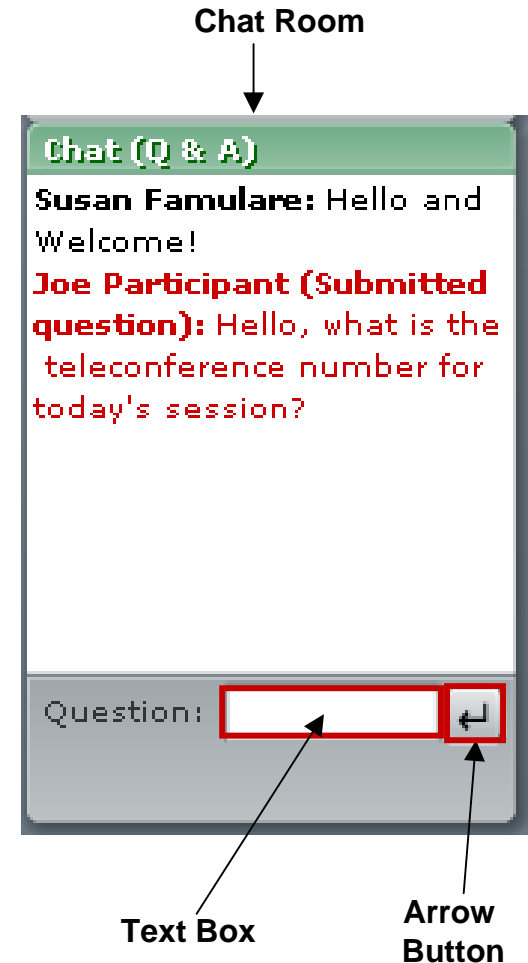 Chat Room
Chat (Q & A)
Susan Famulare: Hello and
Welcome!
Joe Participant (Submitted
question): Hello, what is the
teleconference number for
today's session?
Question:
Text Box
Arrow
Button